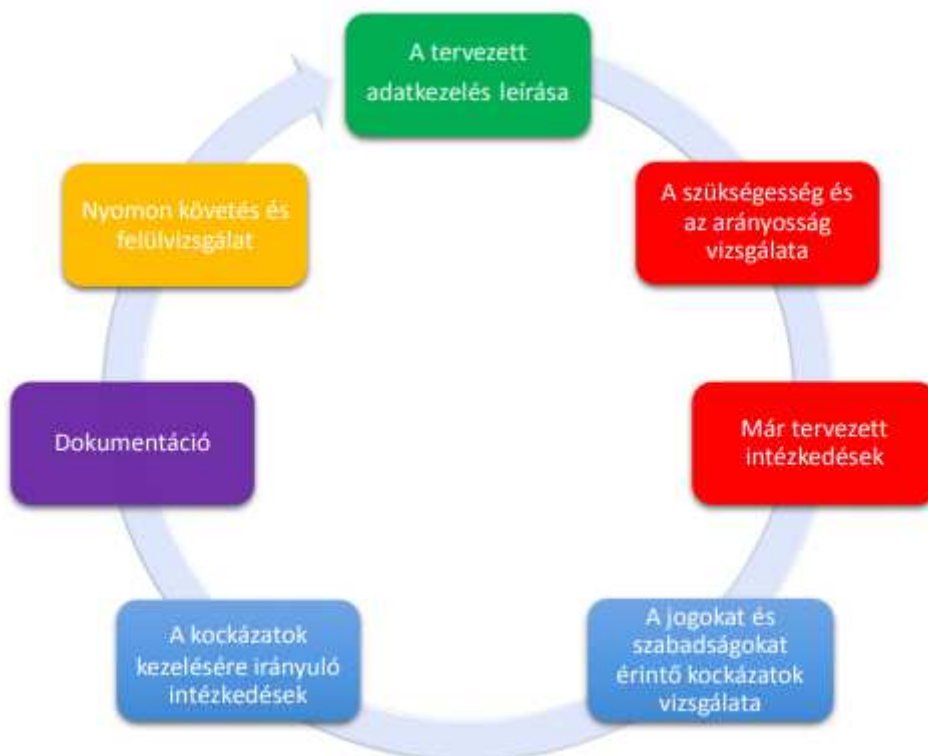 A tervezett
adatkezelés leírása
A szükségesség és
az arányosság
vizsgálata
Már tervezett
intézkedések
A jogokat és
szabadságokat
érintő kockázatok
vizsgálata
A kockázatok
kezelésére irányuló
intézkedések
Dokumentáció
Nyomon követés és
felülvizsgálat